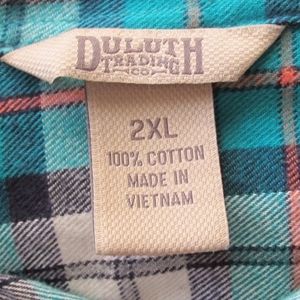 DULUTH
TRADING
CO
2XL
100% COTTON
MADE IN
VIETNAM